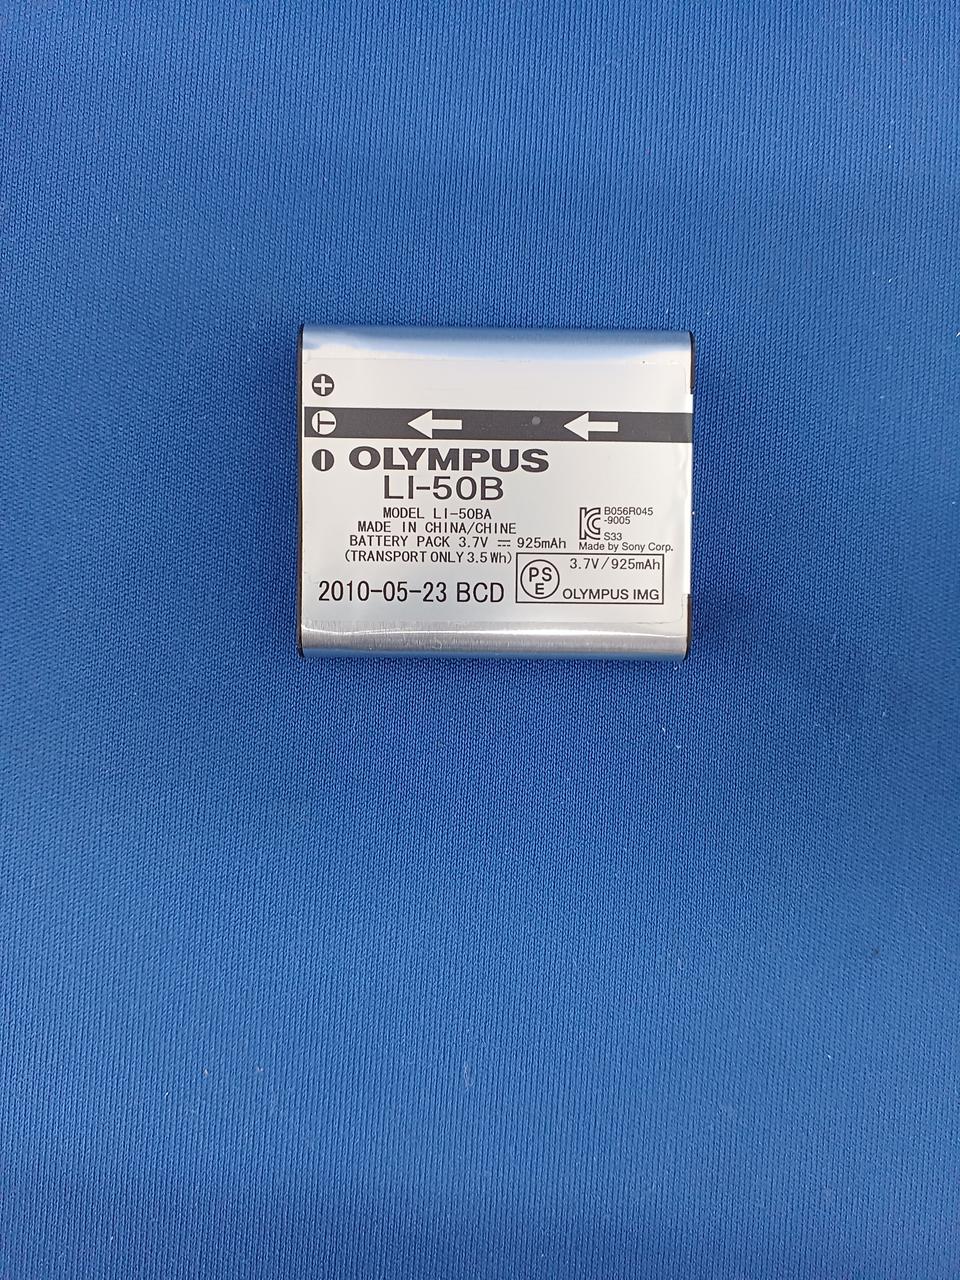 OLYMPUS
LI-50B
MODEL LI-50BA
MADE IN CHINA/CHINE
BATTERY PACK 3.7V ⎓ 925mAh
(TRANSPORT ONLY 3.5 Wh)
2010-05-23 BCD
B056R045
-9005
S33
Made by Sony Corp.
3.7V/925mAh
PS
E
OLYMPUS IMG